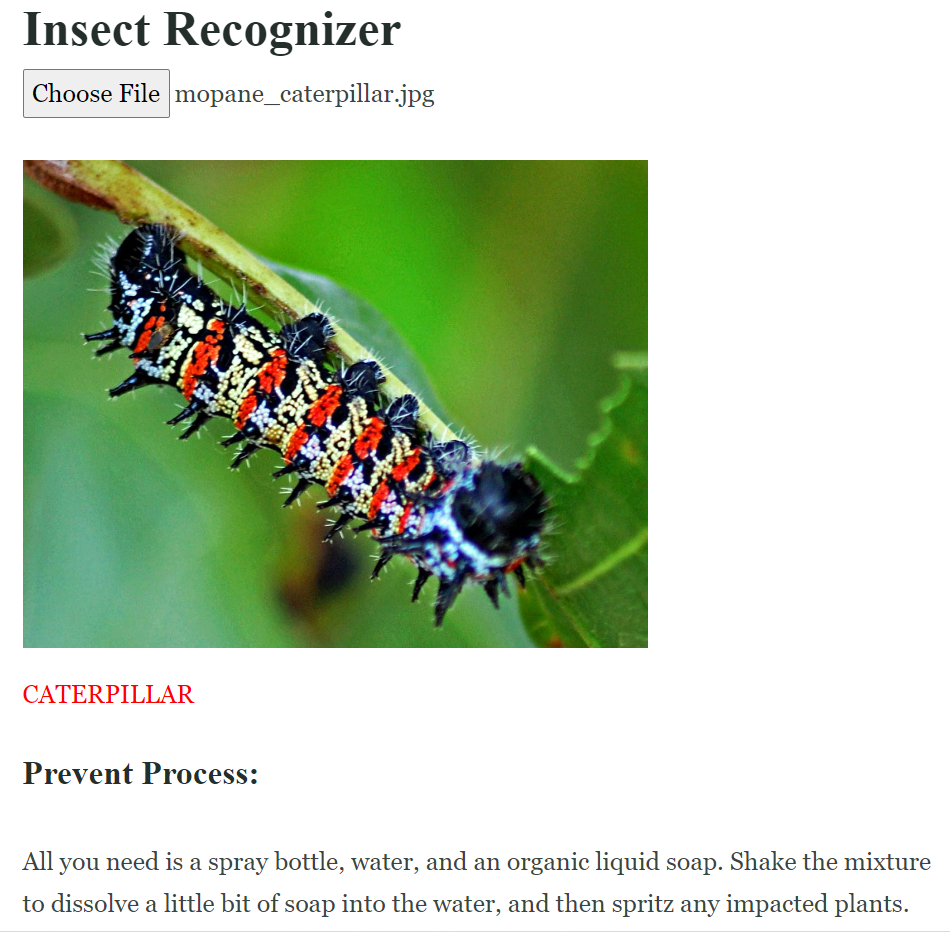 Insect Recognizer
Choose File mopane_caterpillar.jpg
CATERPILLAR
Prevent Process:
All you need is a spray bottle, water, and an organic liquid soap. Shake the mixture
to dissolve a little bit of soap into the water, and then spritz any impacted plants.